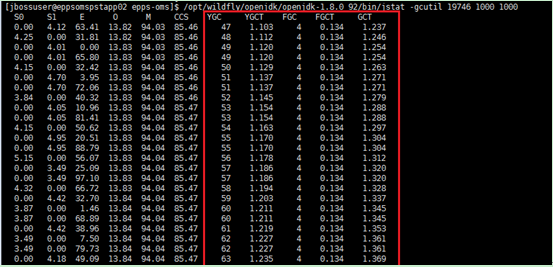 [jbossuser@eppsomspstapp02 epps-oms]$ /opt/wildfly/openjdk/openjdk-1.8.0_92/bin/jstat -gcutil 19746 1000 1000
S0 S1 E O M CCS YGC YGCT FGC FGCT GCT
0.00 4.12 63.41 13.82 94.03 85.46 47 1.103 4 0.134 1.237
4.25 0.00 31.81 13.82 94.03 85.46 48 1.112 4 0.134 1.246
0.00 4.01 0.00 13.83 94.03 85.46 49 1.120 4 0.134 1.254
0.00 4.01 65.80 13.83 94.03 85.46 49 1.120 4 0.134 1.254
4.15 0.00 32.42 13.83 94.04 85.46 50 1.129 4 0.134 1.263
0.00 4.70 3.95 13.83 94.04 85.46 51 1.137 4 0.134 1.271
0.00 4.70 72.06 13.83 94.04 85.46 51 1.137 4 0.134 1.271
3.84 0.00 40.32 13.83 94.04 85.46 52 1.145 4 0.134 1.279
0.00 4.05 10.96 13.83 94.04 85.47 53 1.154 4 0.134 1.288
0.00 4.05 81.41 13.83 94.04 85.47 53 1.154 4 0.134 1.288
4.15 0.00 50.62 13.83 94.04 85.47 54 1.163 4 0.134 1.297
0.00 4.95 20.51 13.83 94.04 85.47 55 1.170 4 0.134 1.304
0.00 4.95 88.79 13.83 94.04 85.47 55 1.170 4 0.134 1.304
5.15 0.00 56.07 13.83 94.04 85.47 56 1.178 4 0.134 1.312
0.00 3.49 25.09 13.83 94.04 85.47 57 1.186 4 0.134 1.320
0.00 3.49 97.10 13.83 94.04 85.47 57 1.186 4 0.134 1.320
4.32 0.00 66.72 13.83 94.04 85.47 58 1.194 4 0.134 1.328
0.00 4.42 32.70 13.84 94.04 85.47 59 1.203 4 0.134 1.337
3.87 0.00 1.46 13.84 94.04 85.47 60 1.211 4 0.134 1.345
3.87 0.00 68.89 13.84 94.04 85.47 60 1.211 4 0.134 1.345
0.00 4.42 38.96 13.84 94.04 85.47 61 1.219 4 0.134 1.353
3.49 0.00 7.50 13.84 94.04 85.47 62 1.227 4 0.134 1.361
3.49 0.00 79.73 13.84 94.04 85.47 62 1.227 4 0.134 1.361
0.00 4.18 49.09 13.84 94.04 85.47 63 1.235 4 0.134 1.369